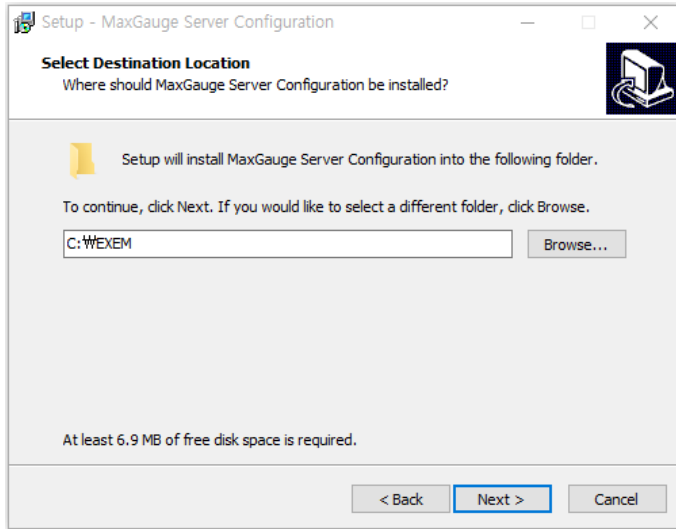 Setup - MaxGauge Server Configuration
Select Destination Location
Where should MaxGauge Server Configuration be installed?
Setup will install MaxGauge Server Configuration into the following folder.
To continue, click Next. If you would like to select a different folder, click Browse.
C:₩EXEM
Browse...
At least 6.9 MB of free disk space is required.
< Back
Next >
Cancel